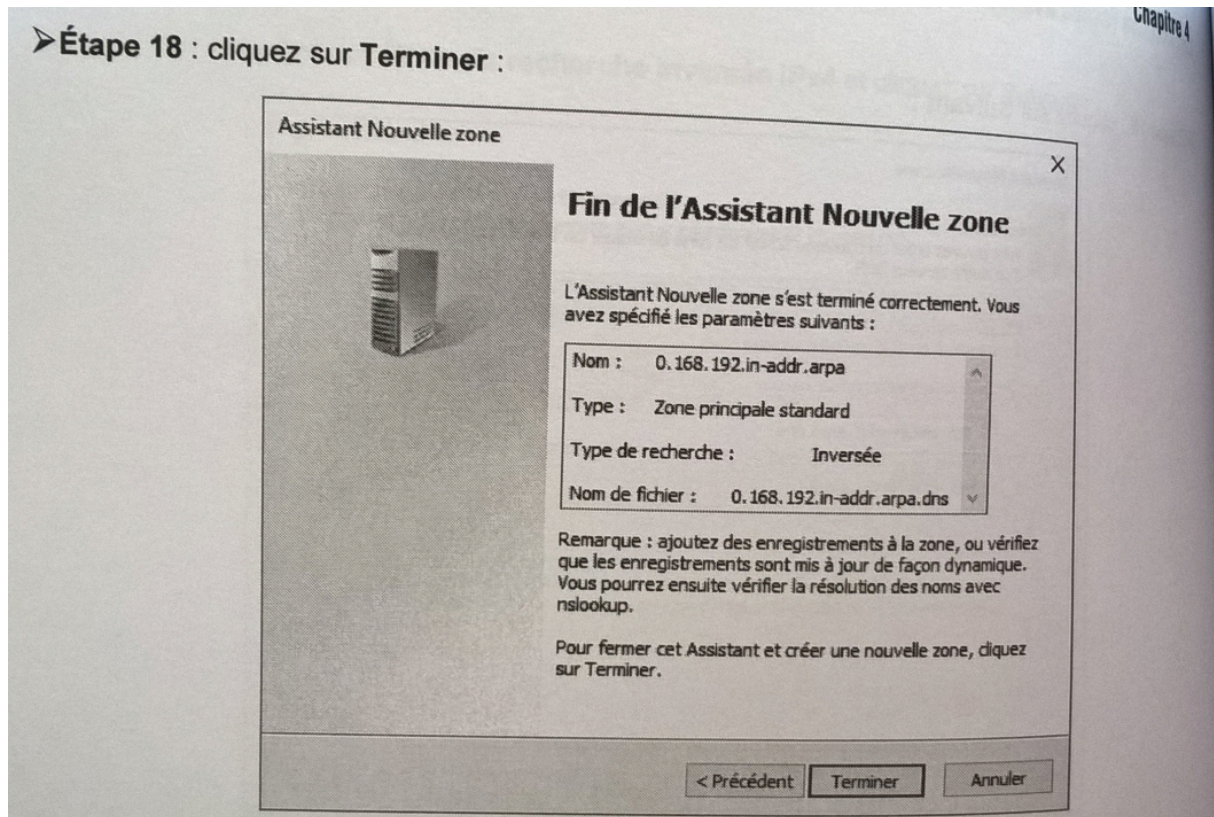 Chapitre 4
➢Étape 18 : cliquez sur Terminer :
Assistant Nouvelle zone
X
Fin de l'Assistant Nouvelle zone
L'Assistant Nouvelle zone s'est terminé correctement. Vous
avez spécifié les paramètres suivants :
Nom : 0.168.192.in-addr.arpa
Type : Zone principale standard
Type de recherche : Inversée
Nom de fichier : 0.168.192.in-addr.arpa.dns
Remarque : ajoutez des enregistrements à la zone, ou vérifiez
que les enregistrements sont mis à jour de façon dynamique.
Vous pourrez ensuite vérifier la résolution des noms avec
nslookup.
Pour fermer cet Assistant et créer une nouvelle zone, cliquez
sur Terminer.
< Précédent Terminer Annuler